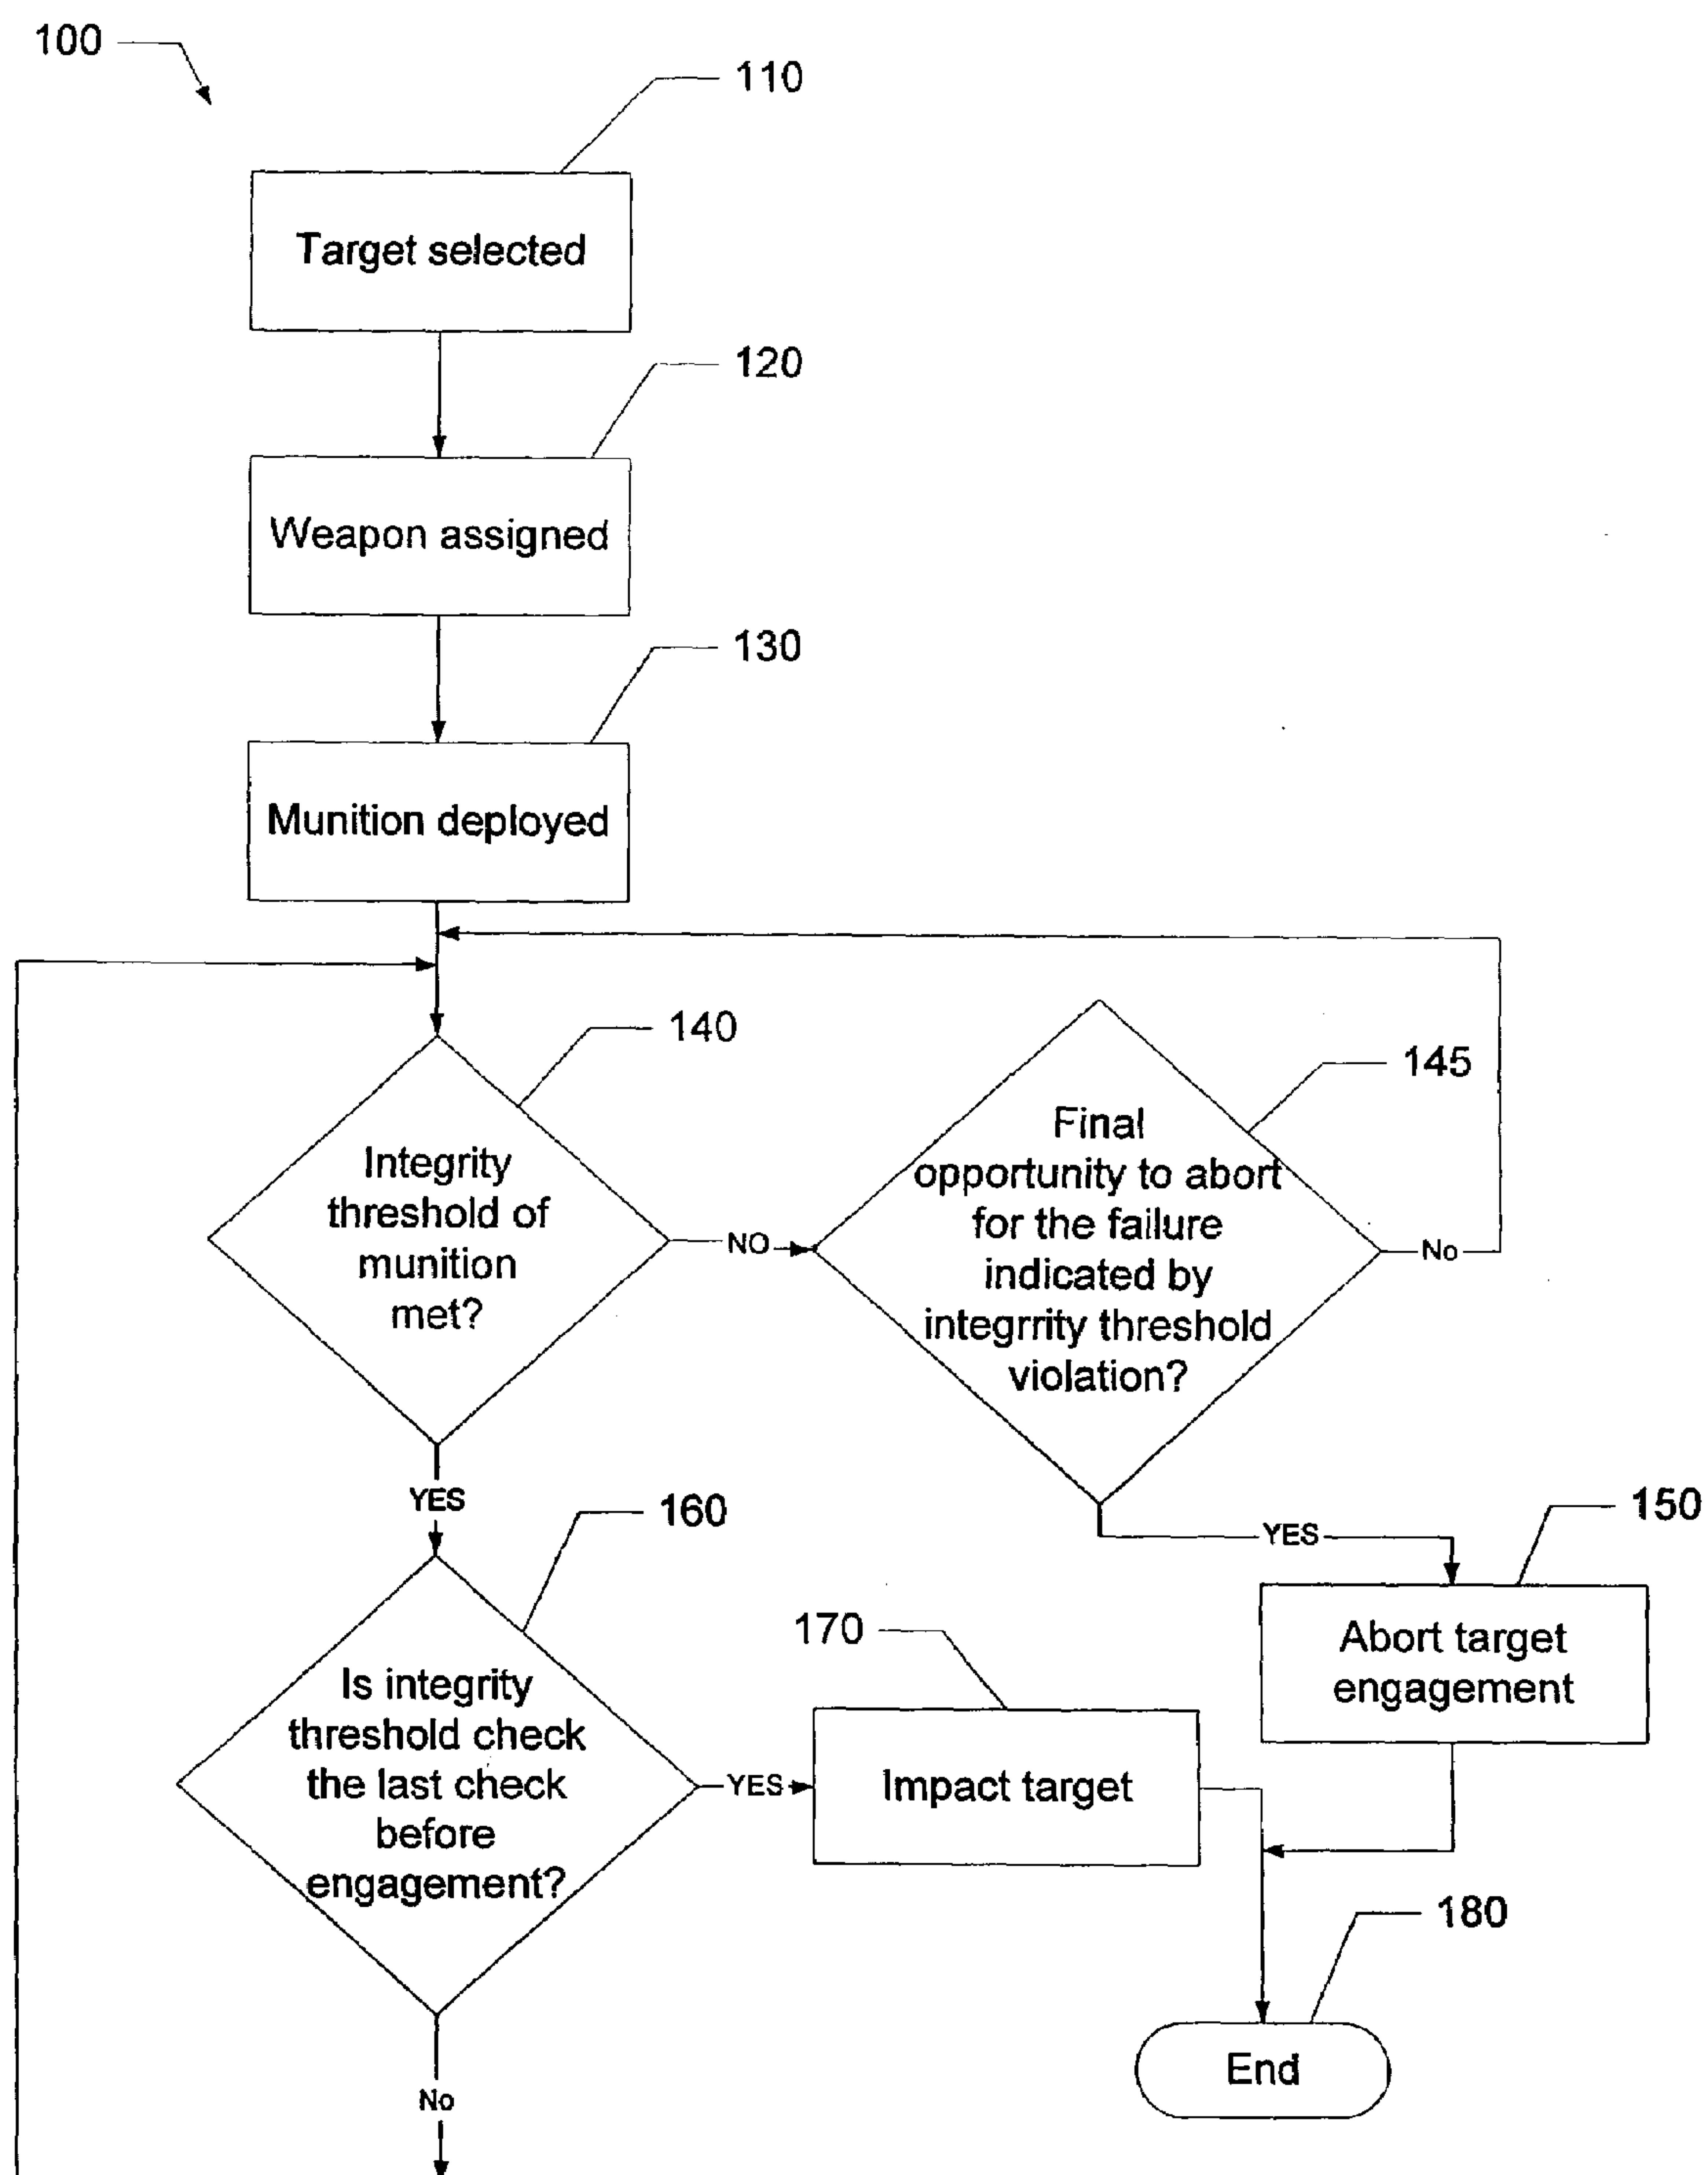 100
110
Target selected
120
Weapon assigned
130
Munition deployed
140
Integrity
threshold of
munition
met?
NO
145
Final
opportunity to abort
for the failure
indicated by
integrrity threshold
violation?
No
YES
YES
150
Abort target
engagement
160
Is integrity
threshold check
the last check
before
engagement?
YES
170
Impact target
180
End
No